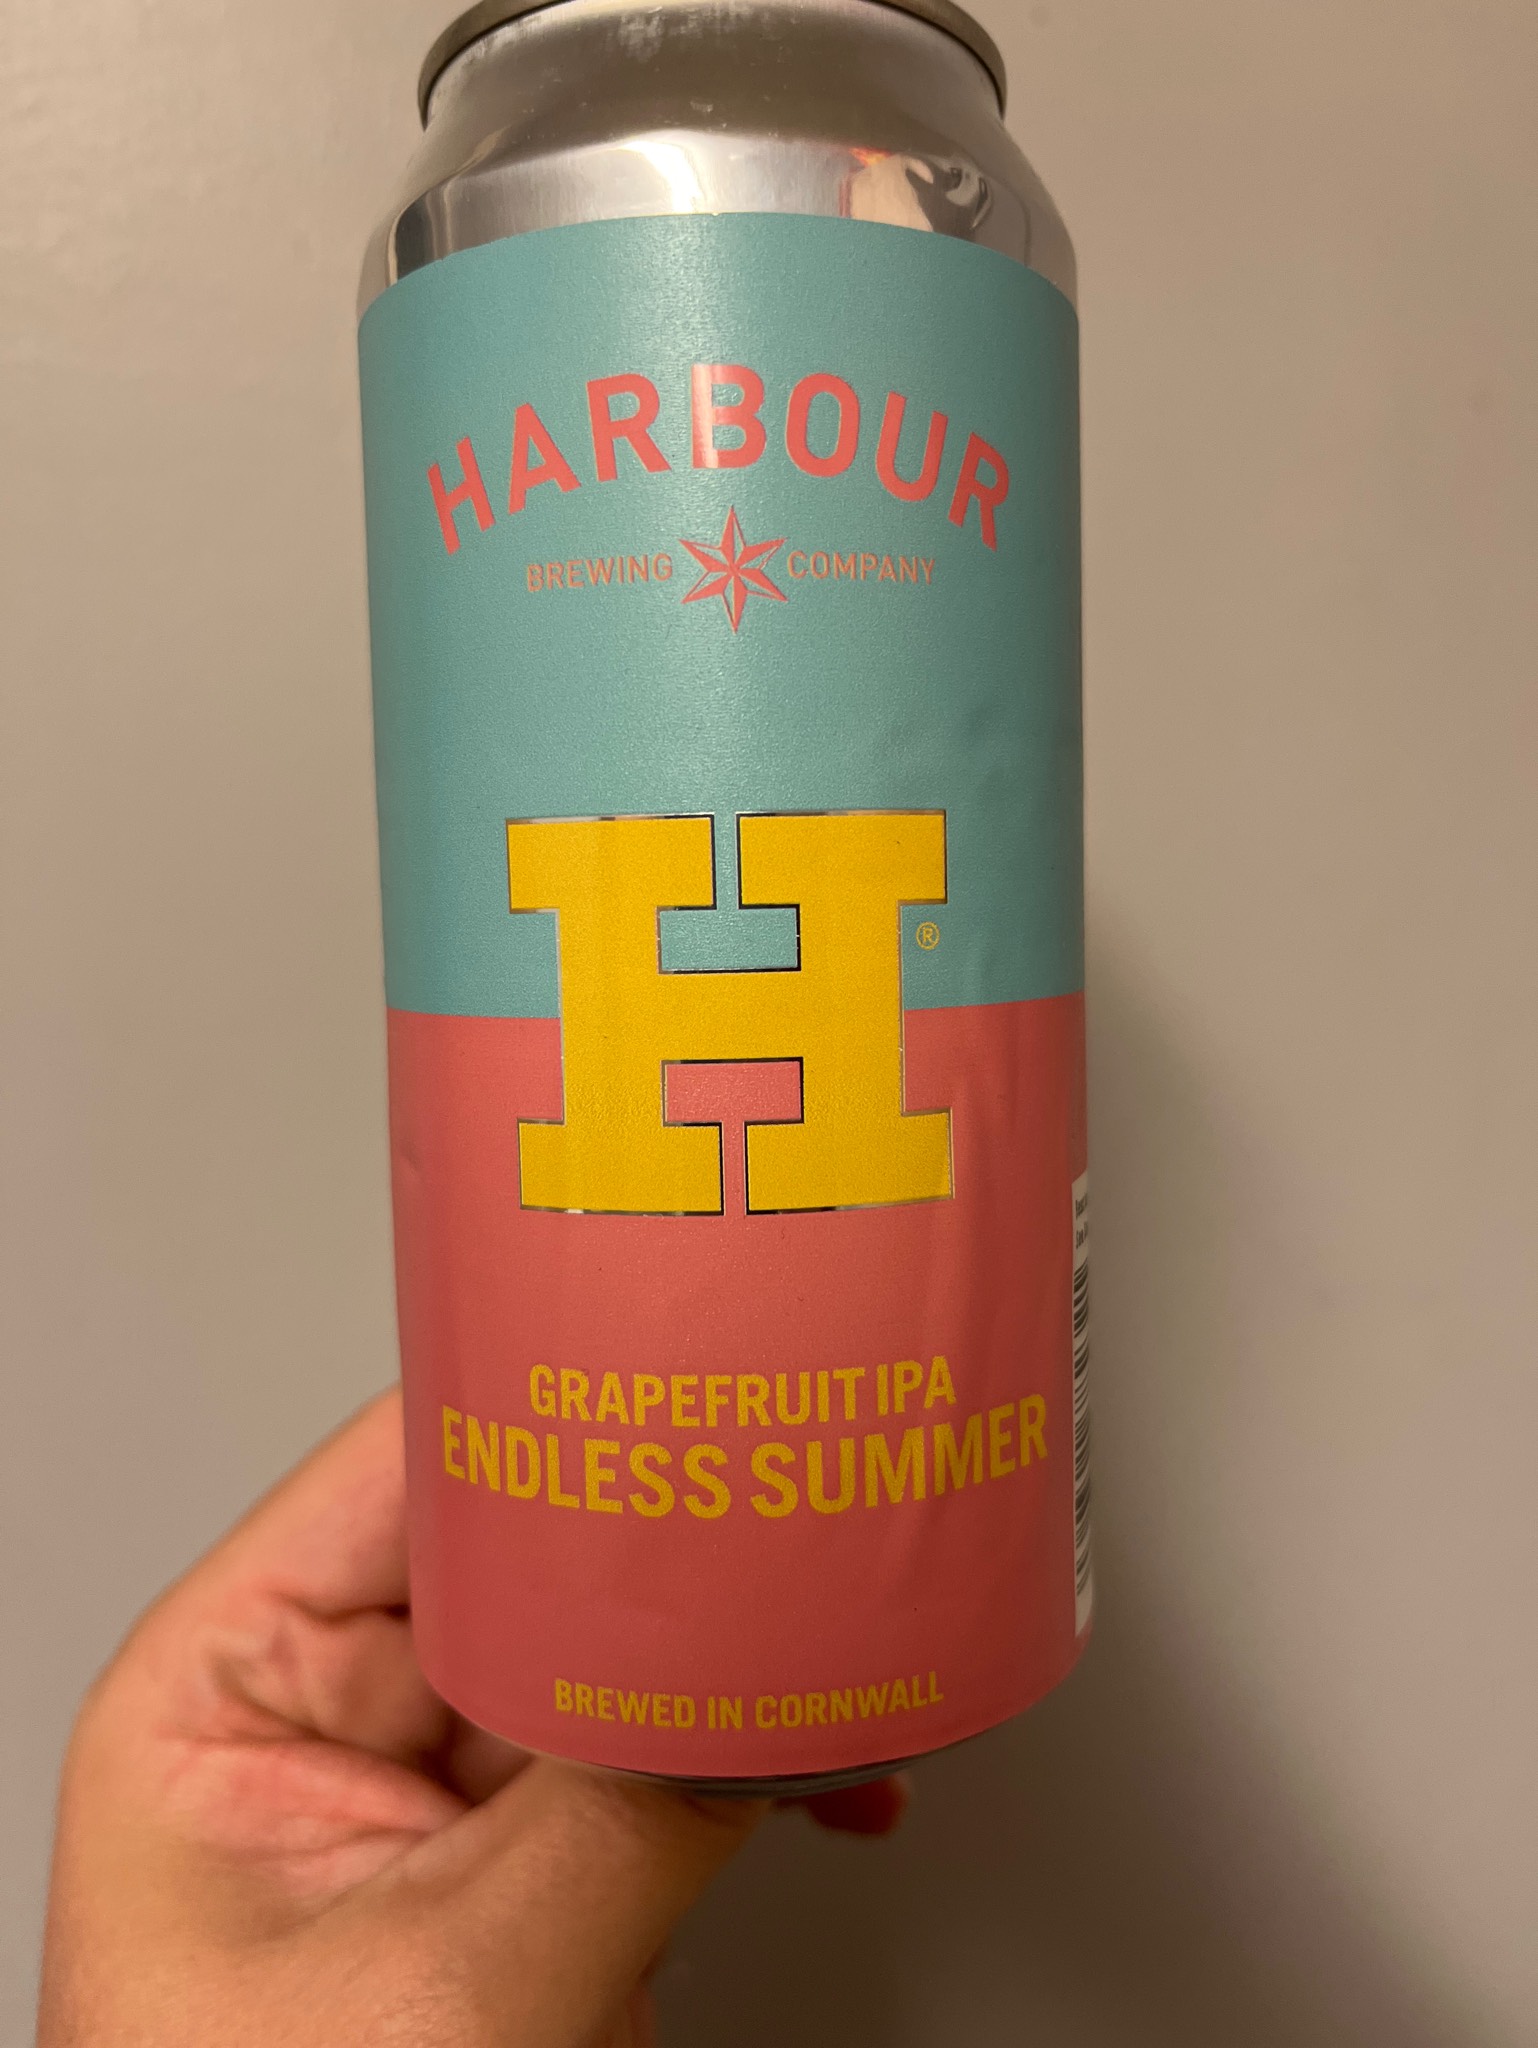 HARBOUR
BREWING COMPANY
H®
GRAPEFRUIT IPA
ENDLESS SUMMER
BREWED IN CORNWALL